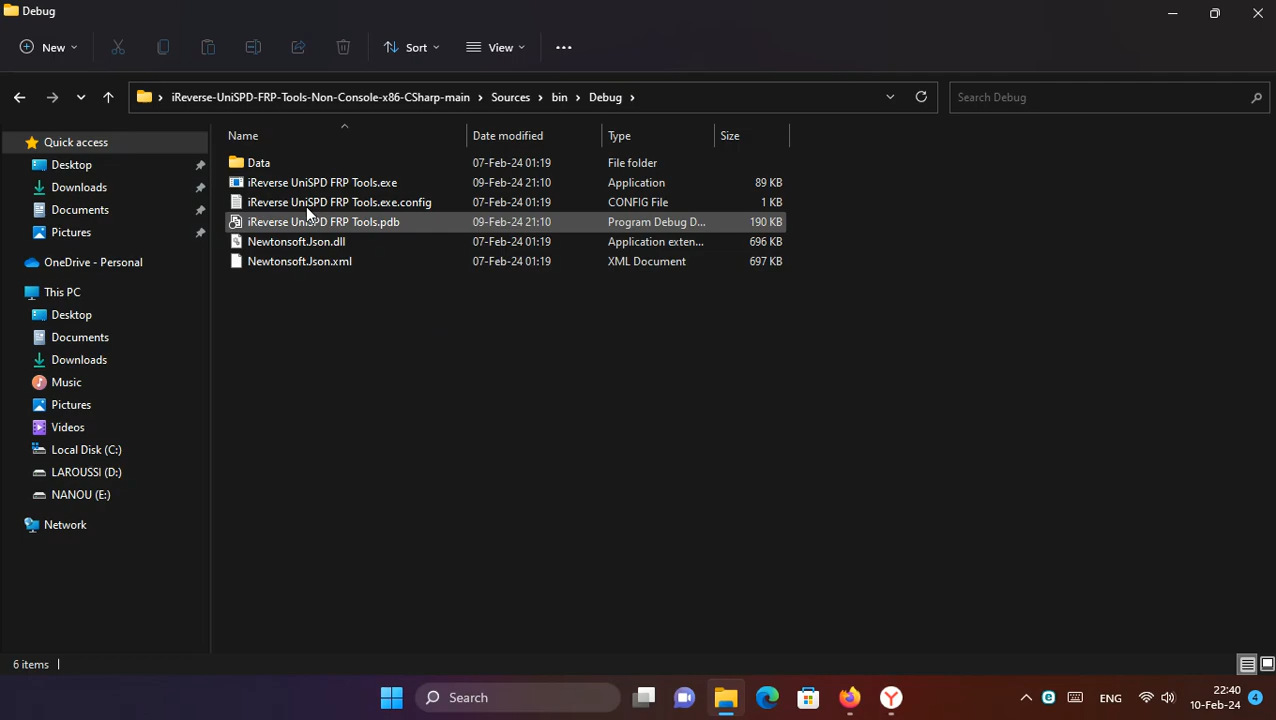 Debug
New
Sort
View
iReverse-UniSPD-FRP-Tools-Non-Console-x86-CSharp-main > Sources > bin > Debug >
Search Debug
Name Date modified Type Size
Quick access
Desktop
Downloads
Documents
Pictures
OneDrive - Personal
This PC
Desktop
Documents
Downloads
Music
Pictures
Videos
Local Disk (C:)
LAROUSSI (D:)
NANOU (E:)
Network
Data 07-Feb-24 01:19 File folder
iReverse UniSPD FRP Tools.exe 09-Feb-24 21:10 Application 89 KB
iReverse UniSPD FRP Tools.exe.config 07-Feb-24 01:19 CONFIG File 1 KB
iReverse UniSPD FRP Tools.pdb 09-Feb-24 21:10 Program Debug D... 190 KB
Newtonsoft.Json.dll 07-Feb-24 01:19 Application exten... 696 KB
Newtonsoft.Json.xml 07-Feb-24 01:19 XML Document 697 KB
6 items
Search
ENG
22:40
10-Feb-24
4